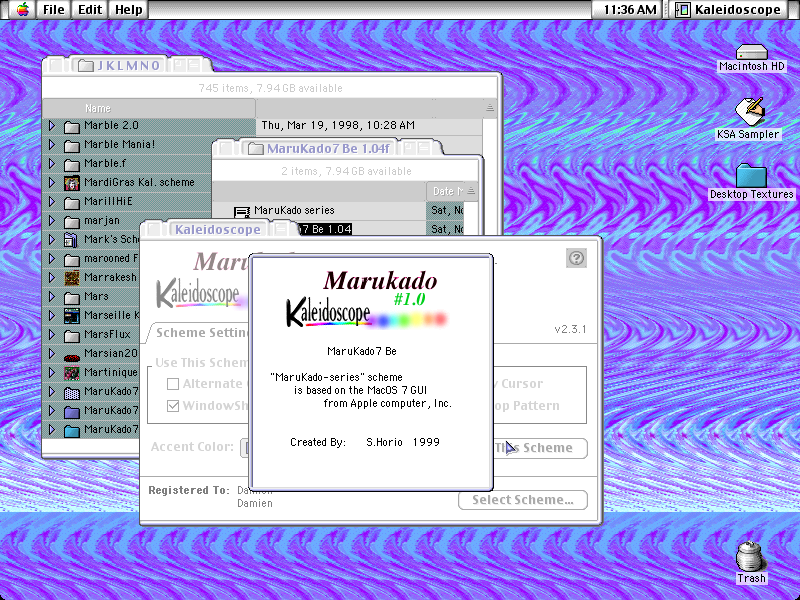 File Edit Help
11:36 AM
Kaleidoscope
JKLMNO
745 items, 7.94 GB available
Name
Marble 2.0
Thu, Mar 19, 1998, 10:28 AM
Marble Mania!
Marble.f
MardiGras Kal. scheme
MarillHiE
marjan
Mark's Sche
marooned F
Marrakesh
Mars
Marseille K
MarsFlux
Marsian20
Martinique
MaruKado7
MaruKado7
MaruKado7
MaruKado7 Be 1.04f
2 items, 7.94 GB available
Date M
MaruKado series
Sat, No
7 Be 1.04
Sat, No
Kaleidoscope
Maru
Kaleidoscope
v2.3.1
Scheme Settin
Use This Schem
Alternate
y Cursor
WindowSh
op Pattern
Accent Color:
This Scheme
Registered To:
Damien
Select Scheme...
Marukado
#1.0
Kaleidoscope
MaruKado7 Be
"MaruKado-series" scheme
is based on the MacOS 7 GUI
from Apple computer, Inc.
Created By: S.Horio 1999
Macintosh HD
KSA Sampler
Desktop Textures
Trash